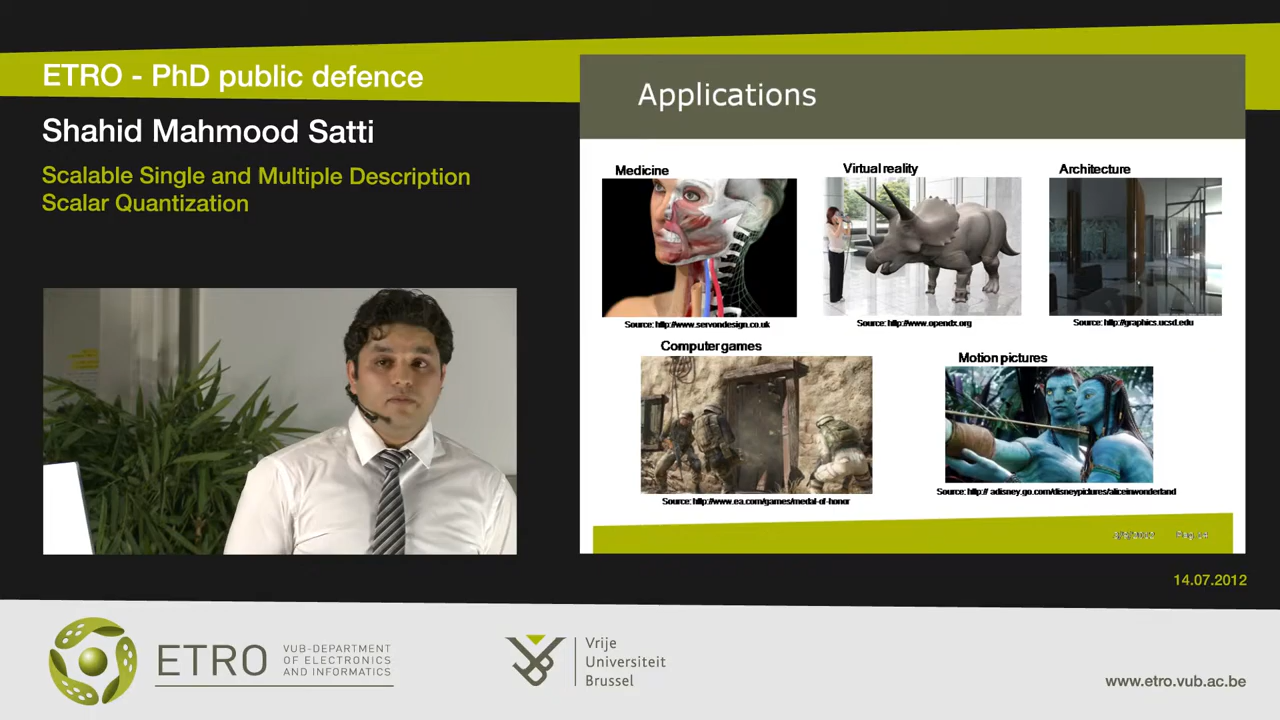 ETRO - PhD public defence
Shahid Mahmood Satti
Scalable Single and Multiple Description
Scalar Quantization
Applications
Medicine
Virtual reality
Architecture
Source: http://www.servondesign.co.uk
Source: http://www.opendx.org
Source: http://graphics.ucsd.edu
Computer games
Motion pictures
Source: http://www.ea.com/games/medal-of-honor
Source: http:// adisney.go.com/disneypictures/aliceinwonderland
14.07.2012
ETRO
VUB-DEPARTMENT
OF ELECTRONICS
AND INFORMATICS
Vrije
Universiteit
Brussel
www.etro.vub.ac.be